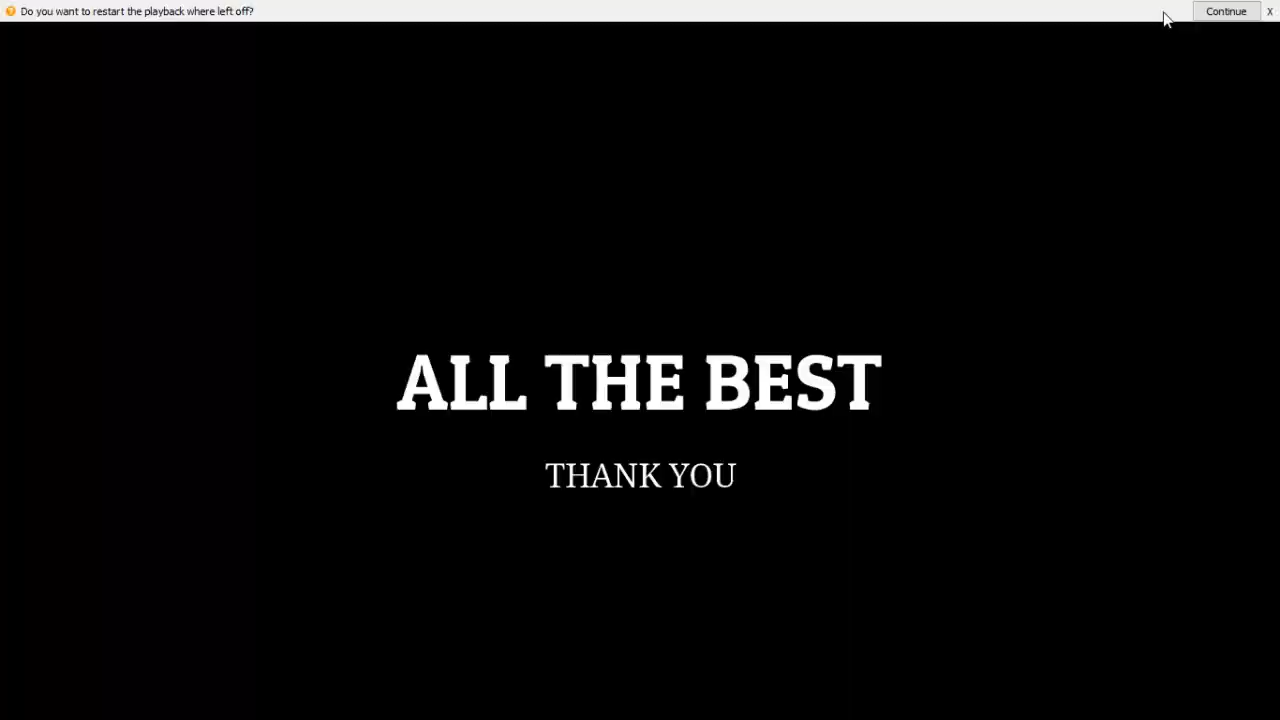 Do you want to restart the playback where left off?
Continue
X
ALL THE BEST
THANK YOU